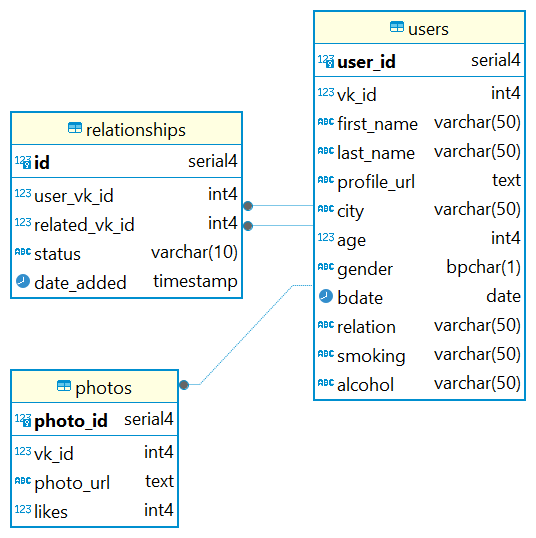 users
123 user_id serial4
123 vk_id int4
ABC first_name varchar(50)
ABC last_name varchar(50)
ABC profile_url text
ABC city varchar(50)
123 age int4
ABC gender bpchar(1)
bdate date
ABC relation varchar(50)
ABC smoking varchar(50)
ABC alcohol varchar(50)
relationships
123 id serial4
123 user_vk_id int4
123 related_vk_id int4
ABC status varchar(10)
date_added timestamp
photos
123 photo_id serial4
123 vk_id int4
ABC photo_url text
123 likes int4